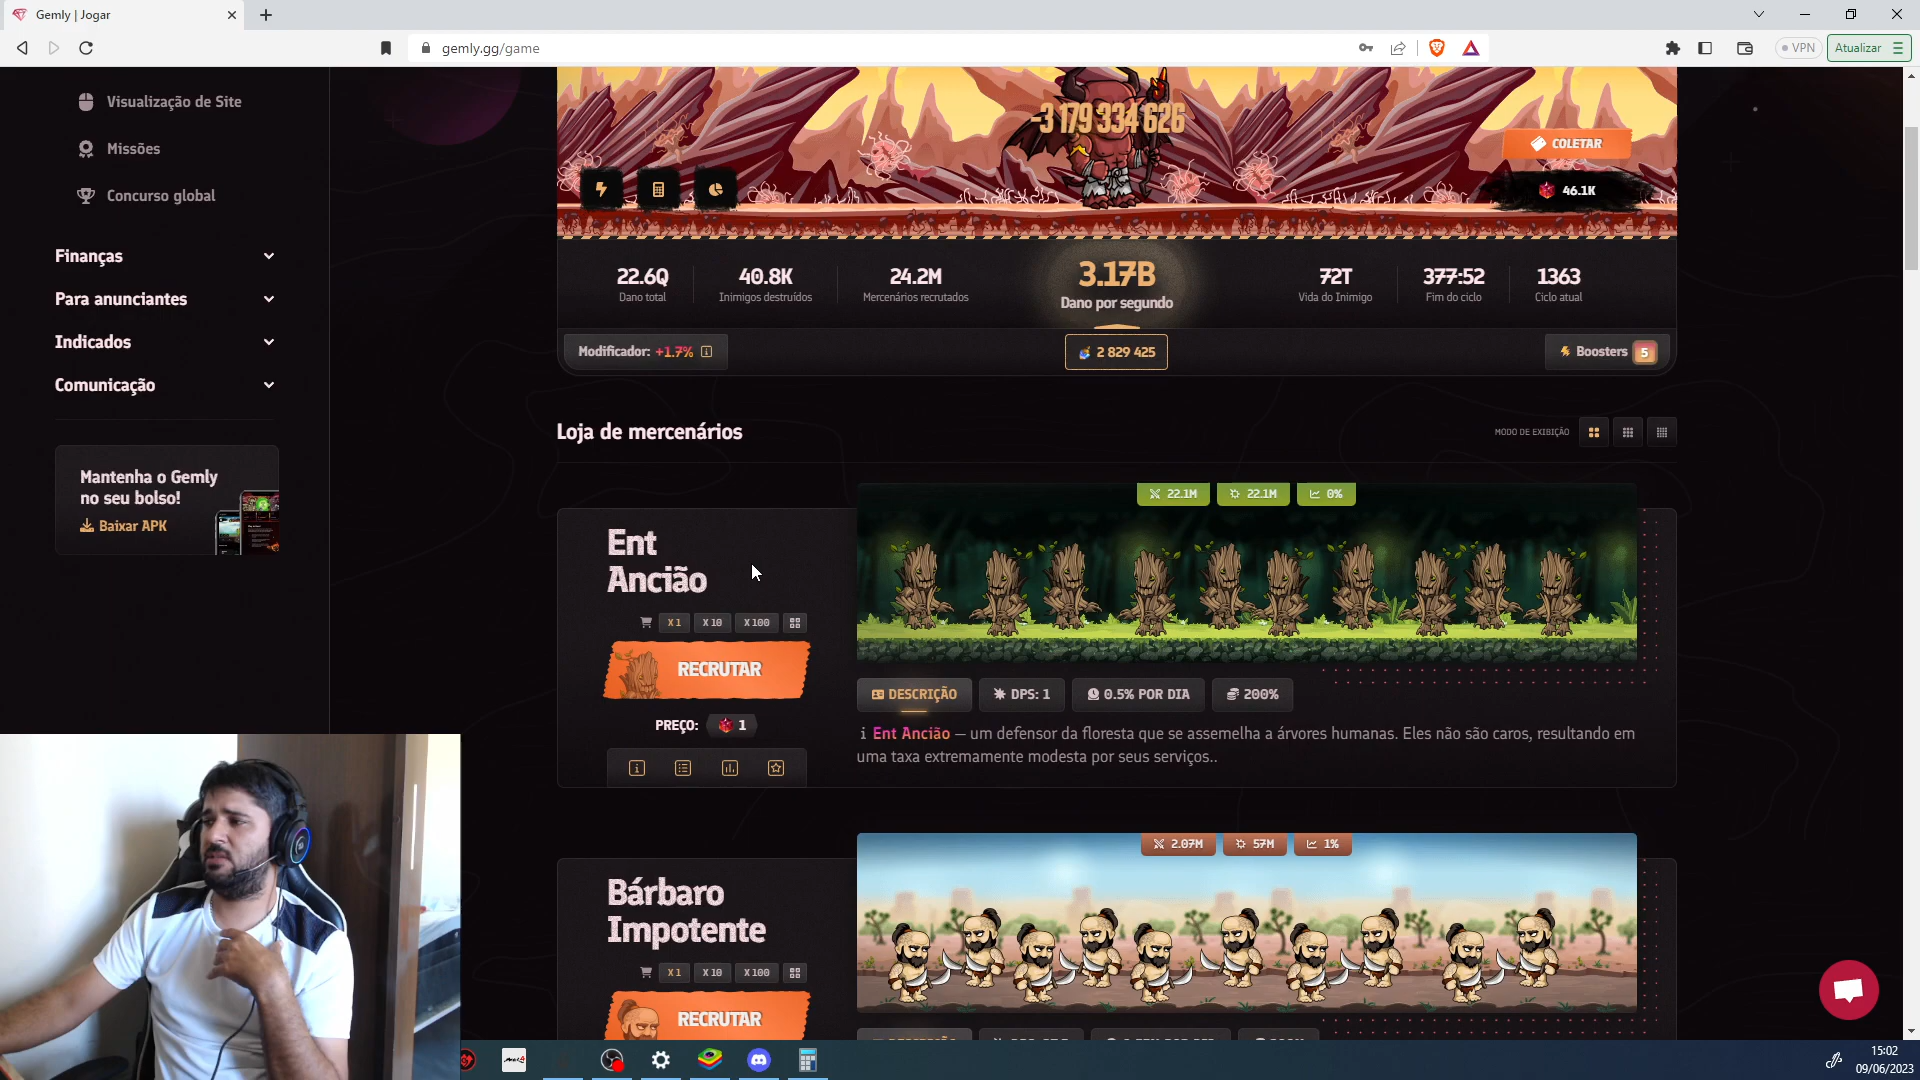 Gemly | Jogar
gemly.gg/game
VPN
Atualizar
Visualização de Site
Missões
Concurso global
Finanças
Para anunciantes
Indicados
Comunicação
Mantenha o Gemly
no seu bolso!
Baixar APK
-3 179 334 626
COLETAR
46.1K
22.6Q
Dano total
40.8K
Inimigos destruídos
24.2M
Mercenários recrutados
3.17B
Dano por segundo
72T
Vida do Inimigo
377:52
Fim do ciclo
1363
Ciclo atual
Modificador: +1.7%
2 829 425
Boosters 5
Loja de mercenários
MODO DE EXIBIÇÃO
22.1M 22.1M 0%
Ent
Ancião
X 1 X 10 X 100
RECRUTAR
PREÇO: 1
DESCRIÇÃO DPS: 1 0.5% POR DIA 200%
Ent Ancião — um defensor da floresta que se assemelha a árvores humanas. Eles não são caros, resultando em
uma taxa extremamente modesta por seus serviços..
2.07M 57M 1%
Bárbaro
Impotente
X 1 X 10 X 100
RECRUTAR
15:02
09/06/2023